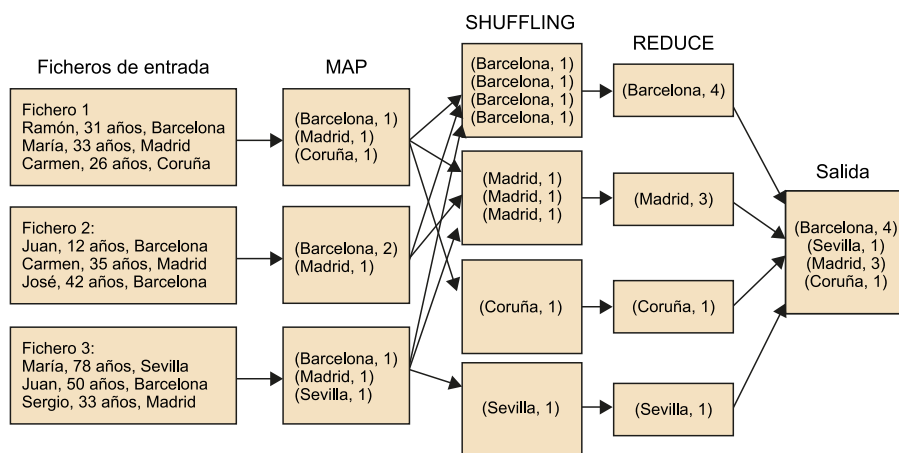 Ficheros de entrada
Fichero 1
Ramón, 31 años, Barcelona
María, 33 años, Madrid
Carmen, 26 años, Coruña
Fichero 2:
Juan, 12 años, Barcelona
Carmen, 35 años, Madrid
José, 42 años, Barcelona
Fichero 3:
María, 78 años, Sevilla
Juan, 50 años, Barcelona
Sergio, 33 años, Madrid
MAP
(Barcelona, 1)
(Madrid, 1)
(Coruña, 1)
(Barcelona, 2)
(Madrid, 1)
(Barcelona, 1)
(Madrid, 1)
(Sevilla, 1)
SHUFFLING
(Barcelona, 1)
(Barcelona, 1)
(Barcelona, 1)
(Barcelona, 1)
(Madrid, 1)
(Madrid, 1)
(Madrid, 1)
(Coruña, 1)
(Sevilla, 1)
REDUCE
(Barcelona, 4)
(Madrid, 3)
(Coruña, 1)
(Sevilla, 1)
Salida
(Barcelona, 4)
(Sevilla, 1)
(Madrid, 3)
(Coruña, 1)